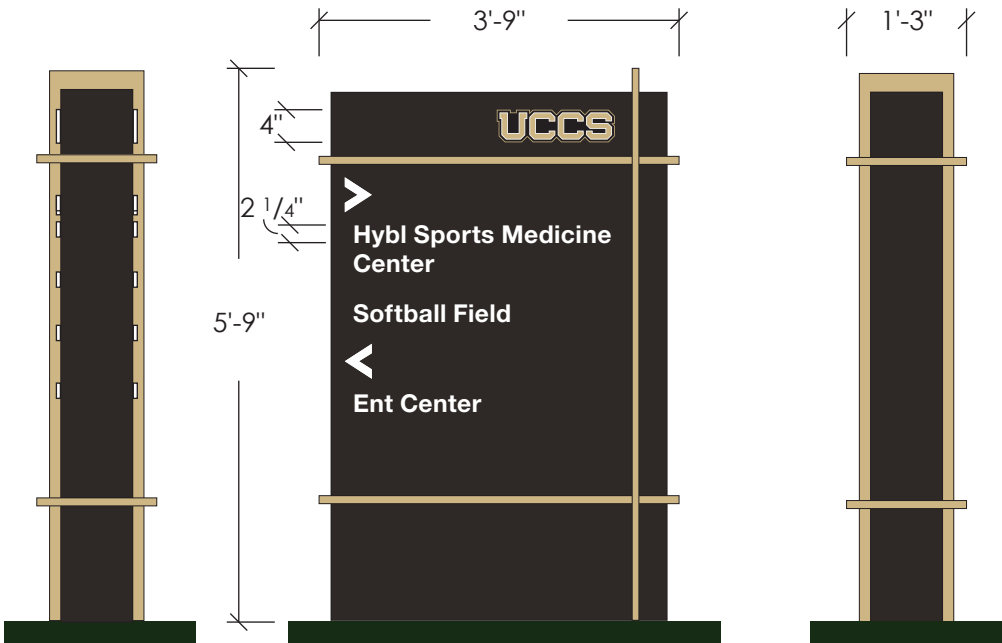 3'-9"
1'-3"
4"
UCCS
2 1/4"
Hybl Sports Medicine
Center
5'-9"
Softball Field
Ent Center